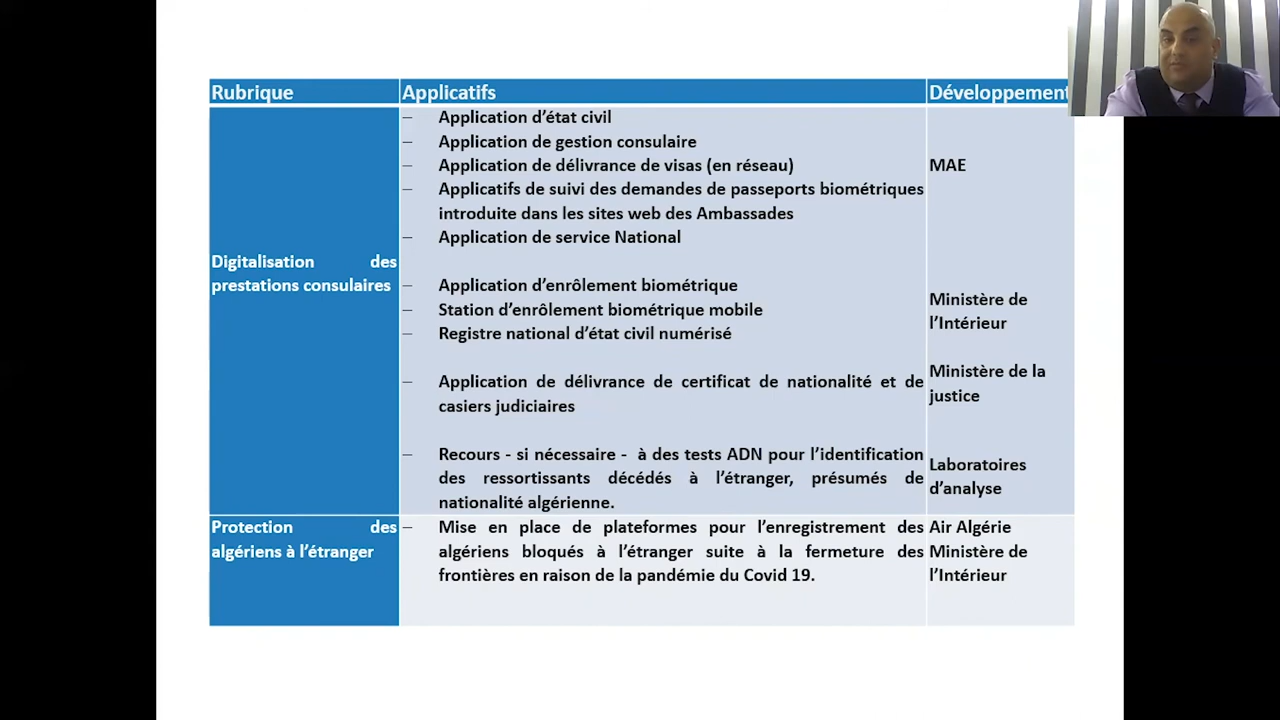 Rubrique Applicatifs Développement
– Application d’état civil
– Application de gestion consulaire
– Application de délivrance de visas (en réseau) MAE
– Applicatifs de suivi des demandes de passeports biométriques
introduite dans les sites web des Ambassades
– Application de service National
Digitalisation des
prestations consulaires
– Application d’enrôlement biométrique
– Station d’enrôlement biométrique mobile
– Registre national d’état civil numérisé
Ministère de
l’Intérieur
– Application de délivrance de certificat de nationalité et de
casiers judiciaires
Ministère de la
justice
– Recours - si nécessaire - à des tests ADN pour l’identification
des ressortissants décédés à l’étranger, présumés de
nationalité algérienne.
Laboratoires
d’analyse
Protection des
algériens à l’étranger
– Mise en place de plateformes pour l’enregistrement des
algériens bloqués à l’étranger suite à la fermeture des
frontières en raison de la pandémie du Covid 19.
Air Algérie
Ministère de
l’Intérieur